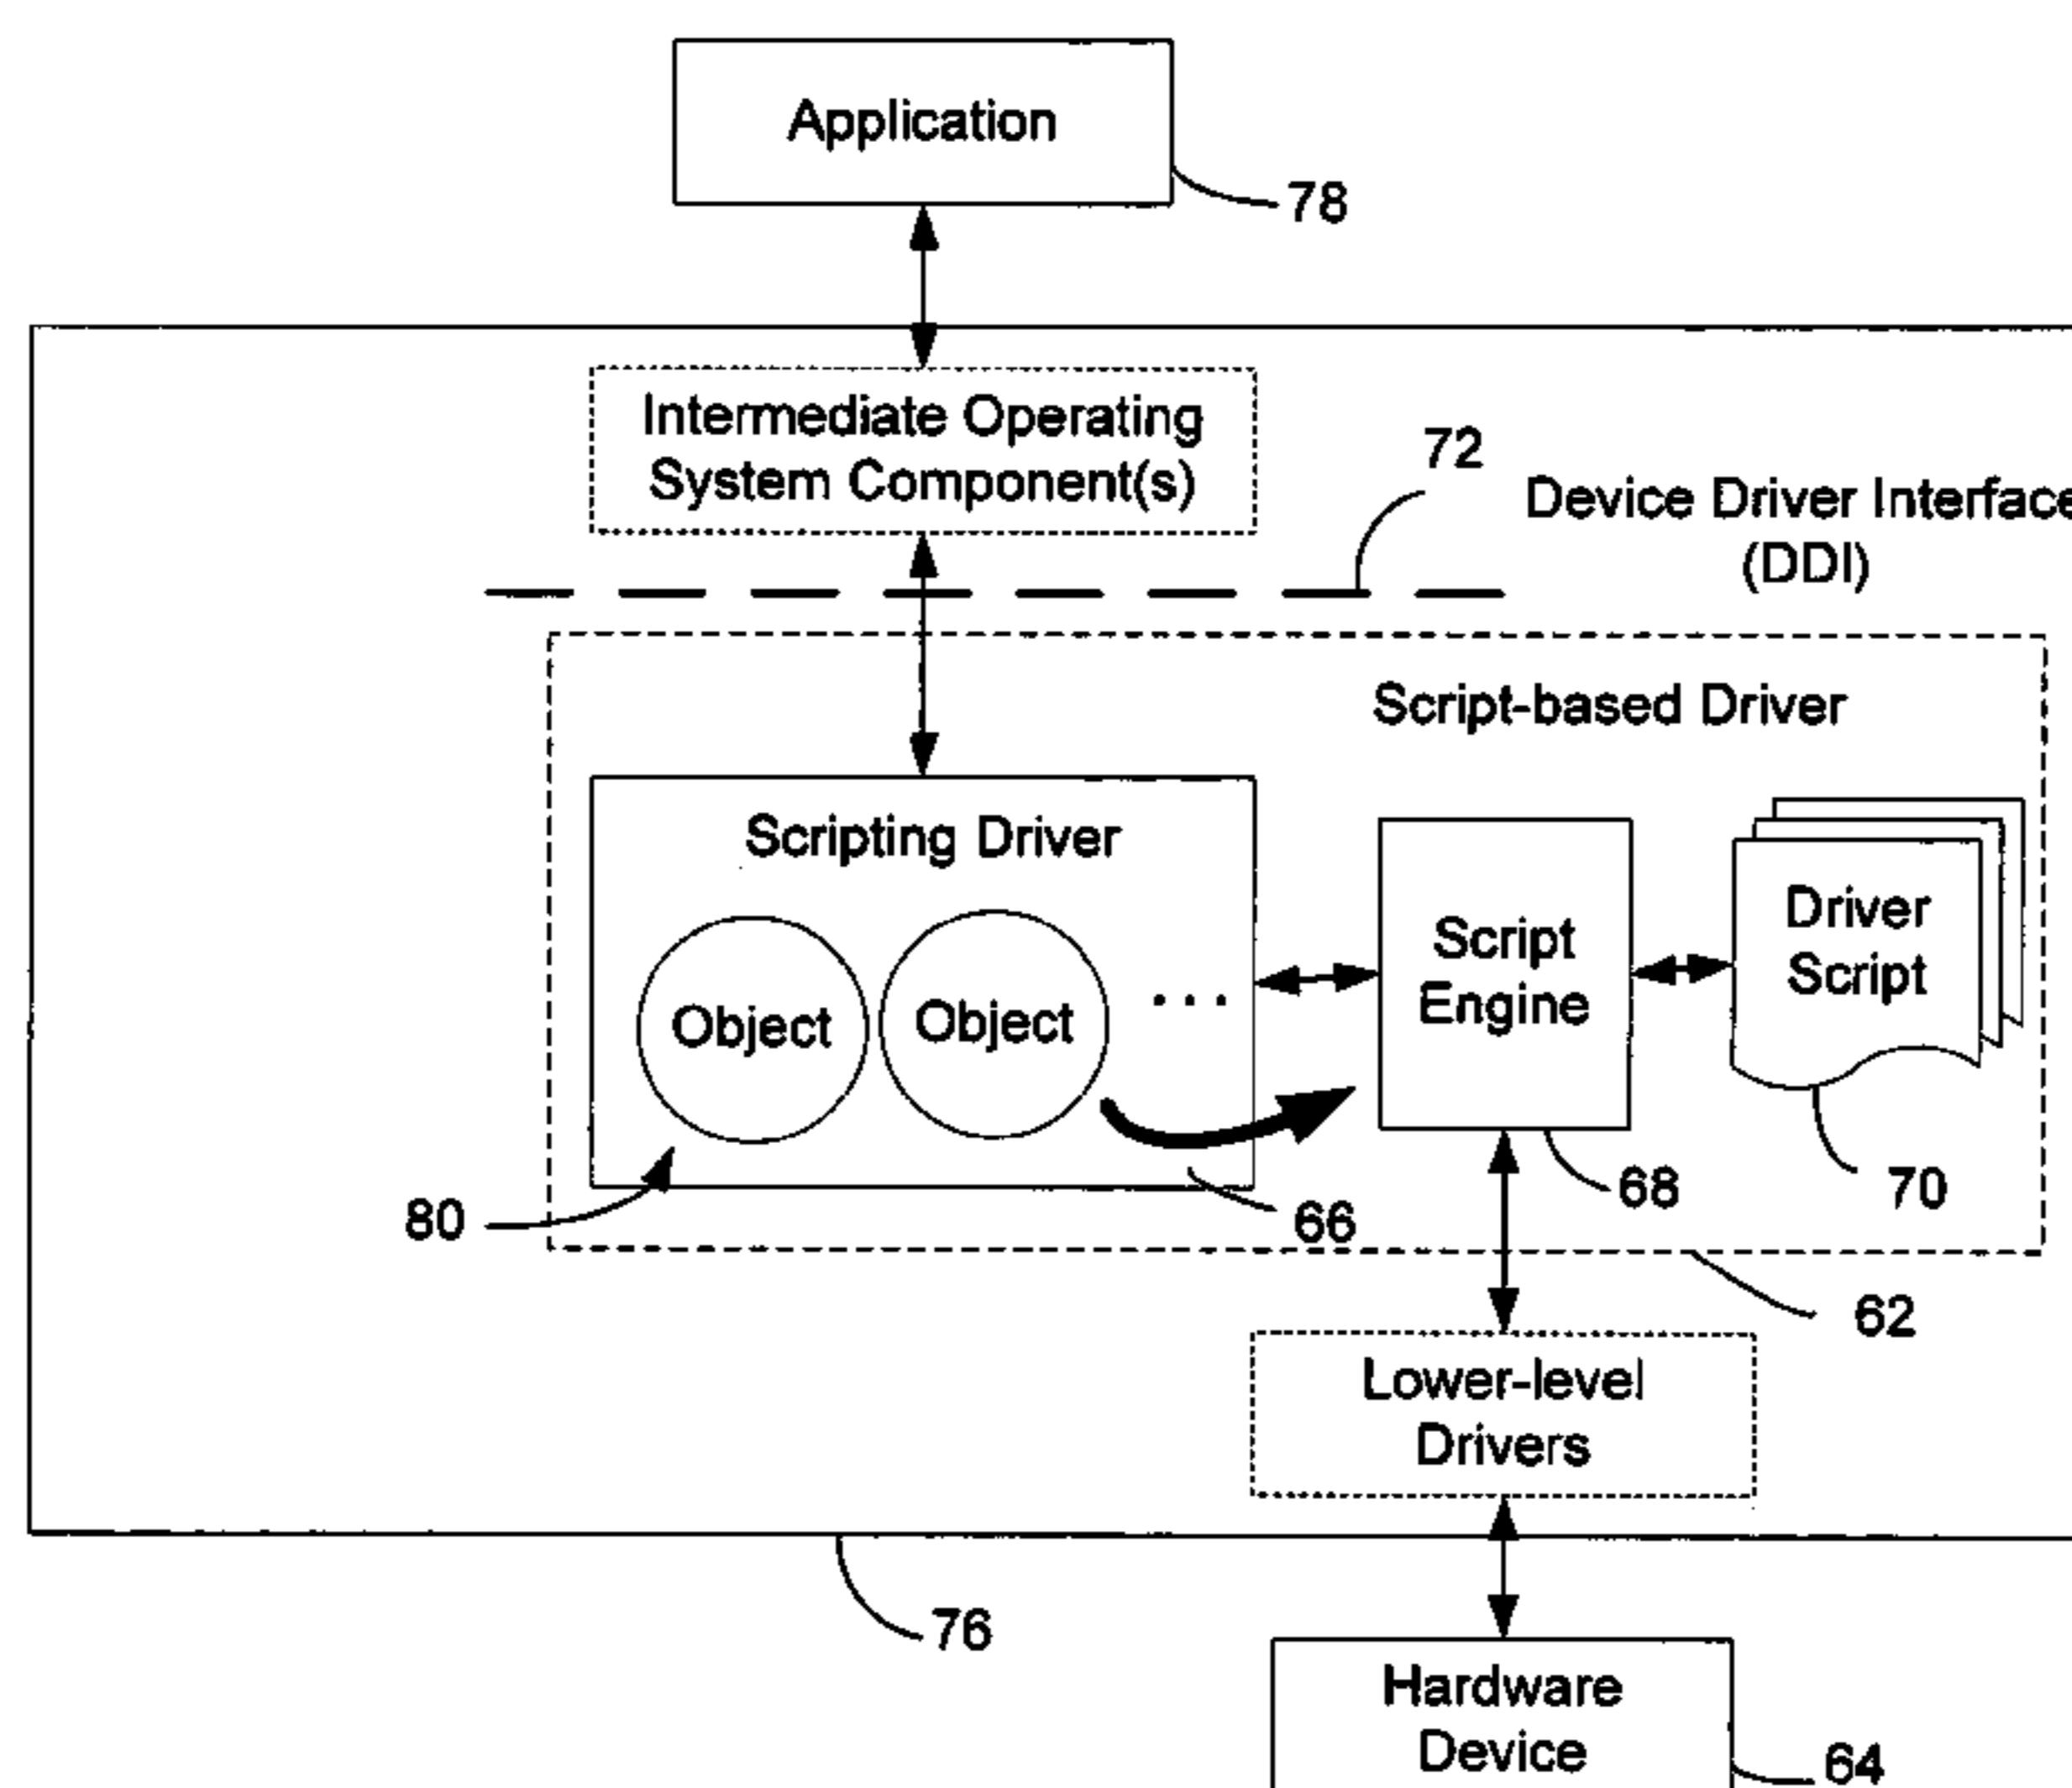 Application
78
Intermediate Operating
System Component(s)
72
Device Driver Interface
(DDI)
Script-based Driver
Scripting Driver
Object
Object
. . .
Script
Engine
Driver
Script
80
66
68
70
62
Lower-level
Drivers
76
Hardware
Device
64